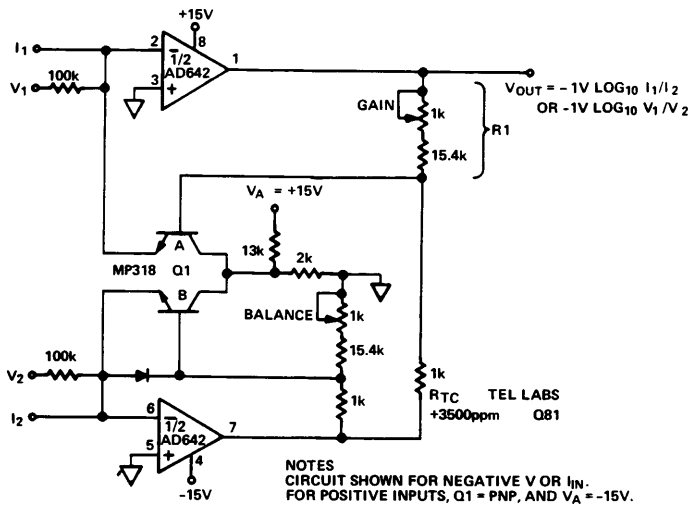 +15V
I1
2
8
1
1/2
AD642
100k
3
V1
VOUT = – 1V LOG10 I1/I2
OR -1V LOG10 V1/V2
GAIN
1k
R1
15.4k
VA = +15V
A
13k
2k
MP318 Q1
B
BALANCE
1k
15.4k
100k
V2
1k
1k
RTC TEL LABS
+3500ppm Q81
I2
6
7
1/2
AD642
5
4
-15V
NOTES
CIRCUIT SHOWN FOR NEGATIVE V OR IIN.
FOR POSITIVE INPUTS, Q1 = PNP, AND VA = -15V.